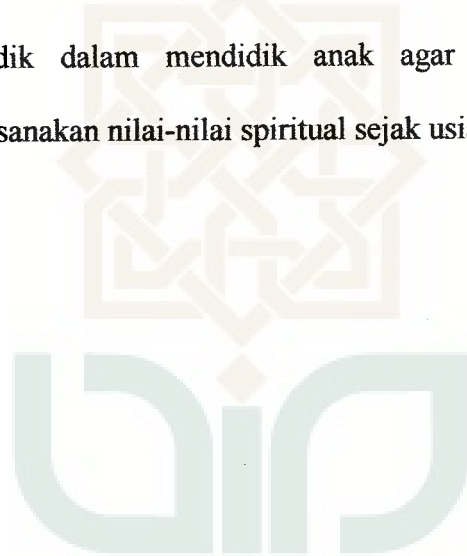 dik dalam mendidik anak agar
sanakan nilai-nilai spiritual sejak usi